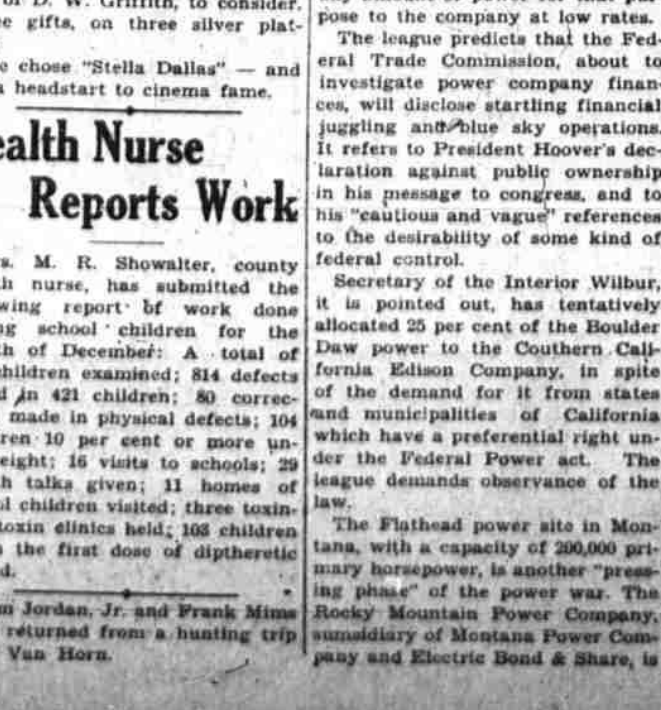 of D. W. Griffith, to consider.
e gifts, on three silver plat-
e chose "Stella Dallas" — and
a headstart to cinema fame.
ealth Nurse
Reports Work
s. M. R. Showalter, county
h nurse, has submitted the
wing report of work done
ng school children for the
th of December: A total of
children examined; 814 defects
d in 421 children; 80 correc-
made in physical defects; 104
ren 10 per cent or more un-
eight; 16 visits to schools; 29
h talks given; 11 homes of
ol children visited; three toxin-
toxin clinics held; 103 children
the first dose of diptheretic
d.
m Jordan, Jr. and Frank Mims
returned from a hunting trip
Van Horn.
pose to the company at low rates.
The league predicts that the Fed-
eral Trade Commission, about to
investigate power company finan-
ces, will disclose startling financial
juggling and blue sky operations.
It refers to President Hoover's dec-
laration against public ownership
in his message to congress, and to
his "cautious and vague" references
to the desirability of some kind of
federal control.
Secretary of the Interior Wilbur,
it is pointed out, has tentatively
allocated 25 per cent of the Boulder
Daw power to the Couthern Cali-
fornia Edison Company, in spite
of the demand for it from states
and municipalities of California
which have a preferential right un-
der the Federal Power act. The
league demands observance of the
law.
The Flathead power site in Mon-
tana, with a capacity of 200,000 pri-
mary horsepower, is another "press-
ing phase" of the power war. The
Rocky Mountain Power Company,
sumsidiary of Montana Power Com-
pany and Electric Bond & Share, is